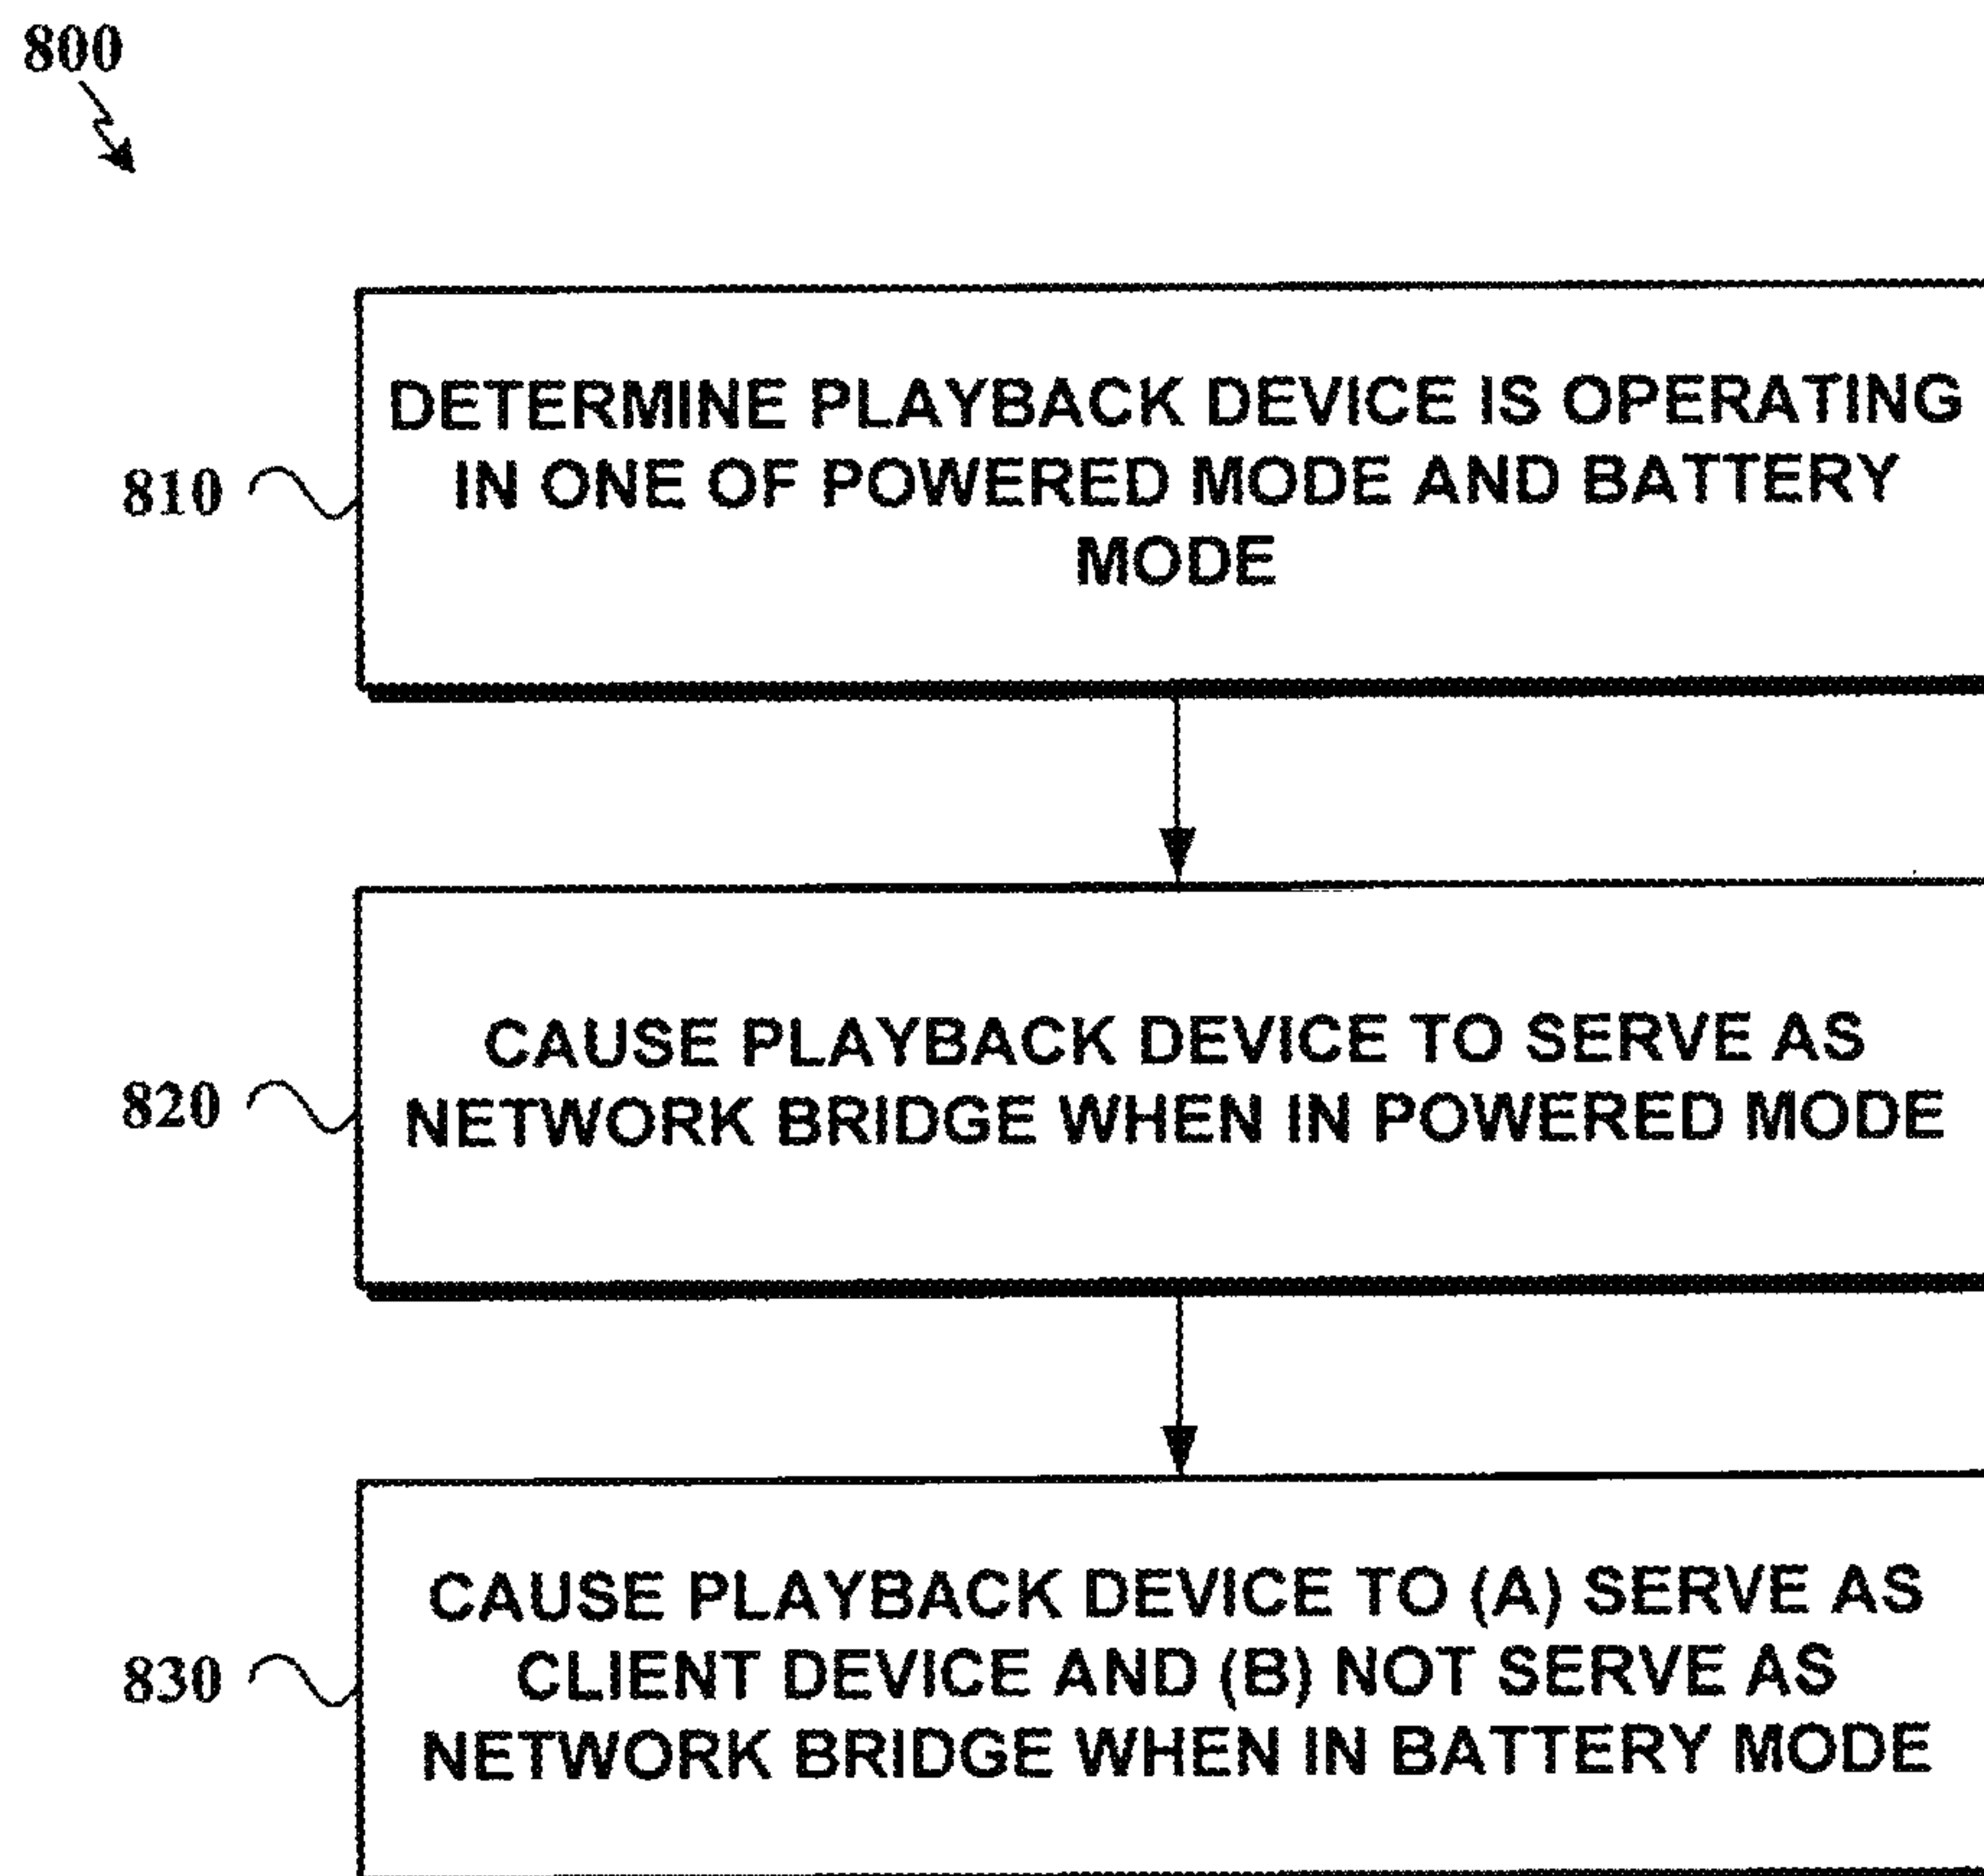 800
810
DETERMINE PLAYBACK DEVICE IS OPERATING
IN ONE OF POWERED MODE AND BATTERY
MODE
820
CAUSE PLAYBACK DEVICE TO SERVE AS
NETWORK BRIDGE WHEN IN POWERED MODE
830
CAUSE PLAYBACK DEVICE TO (A) SERVE AS
CLIENT DEVICE AND (B) NOT SERVE AS
NETWORK BRIDGE WHEN IN BATTERY MODE